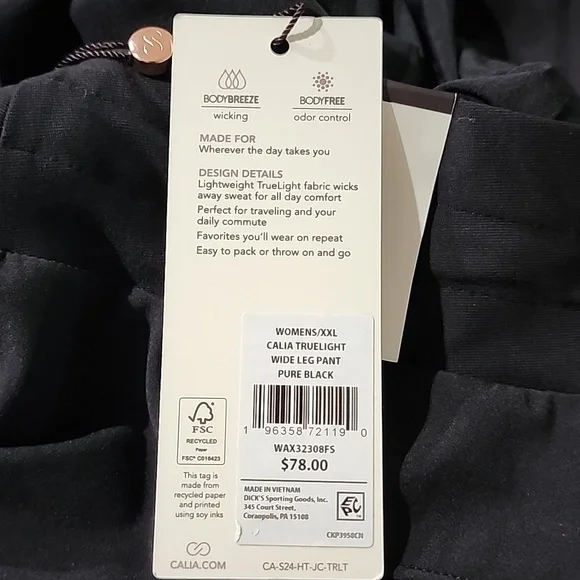 BODYBREEZE BODYFREE
wicking odor control
MADE FOR
Wherever the day takes you
DESIGN DETAILS
Lightweight TrueLight fabric wicks
away sweat for all day comfort
Perfect for traveling and your
daily commute
Favorites you'll wear on repeat
Easy to pack or throw on and go
WOMENS/XXL
CALIA TRUELIGHT
WIDE LEG PANT
PURE BLACK
1 96358 72119 0
WAX32308FS
$78.00
MADE IN VIETNAM
DICK'S Sporting Goods, Inc.
345 Court Street,
Coraopolis, PA 15108
EPC
CKP3958CN
FSC
RECYCLED
Paper
FSC® C016423
This tag is
made from
recycled paper
and printed
using soy inks
CALIA.COM CA-S24-HT-JC-TRLT